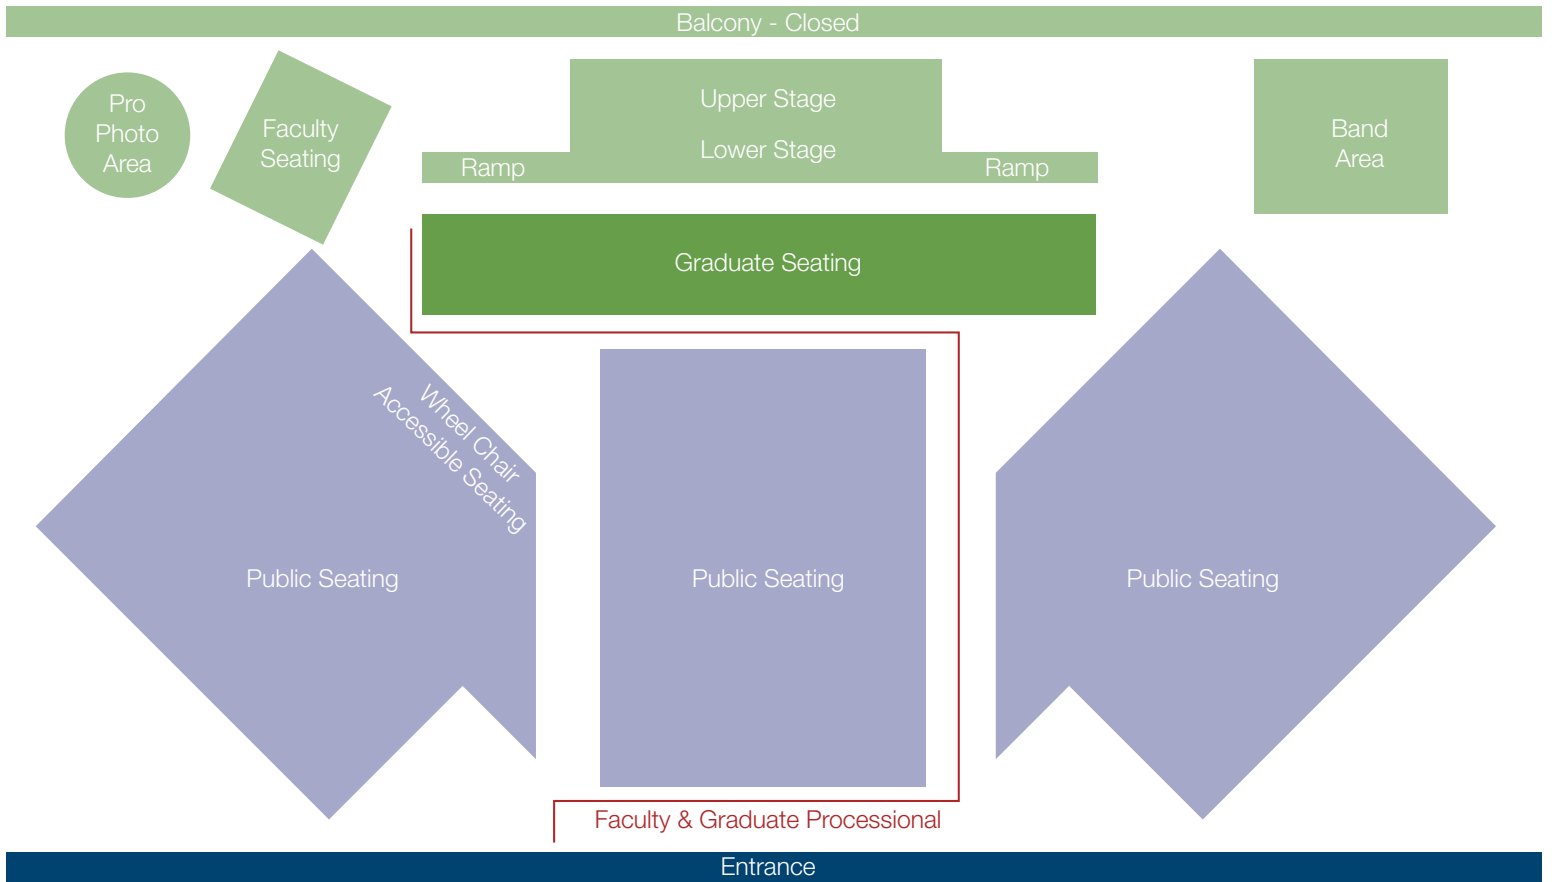 Balcony - Closed
Pro
Photo
Area
Faculty
Seating
Upper Stage
Lower Stage
Ramp
Ramp
Band
Area
Graduate Seating
Wheel Chair
Accessible Seating
Public Seating
Public Seating
Public Seating
Faculty & Graduate Processional
Entrance